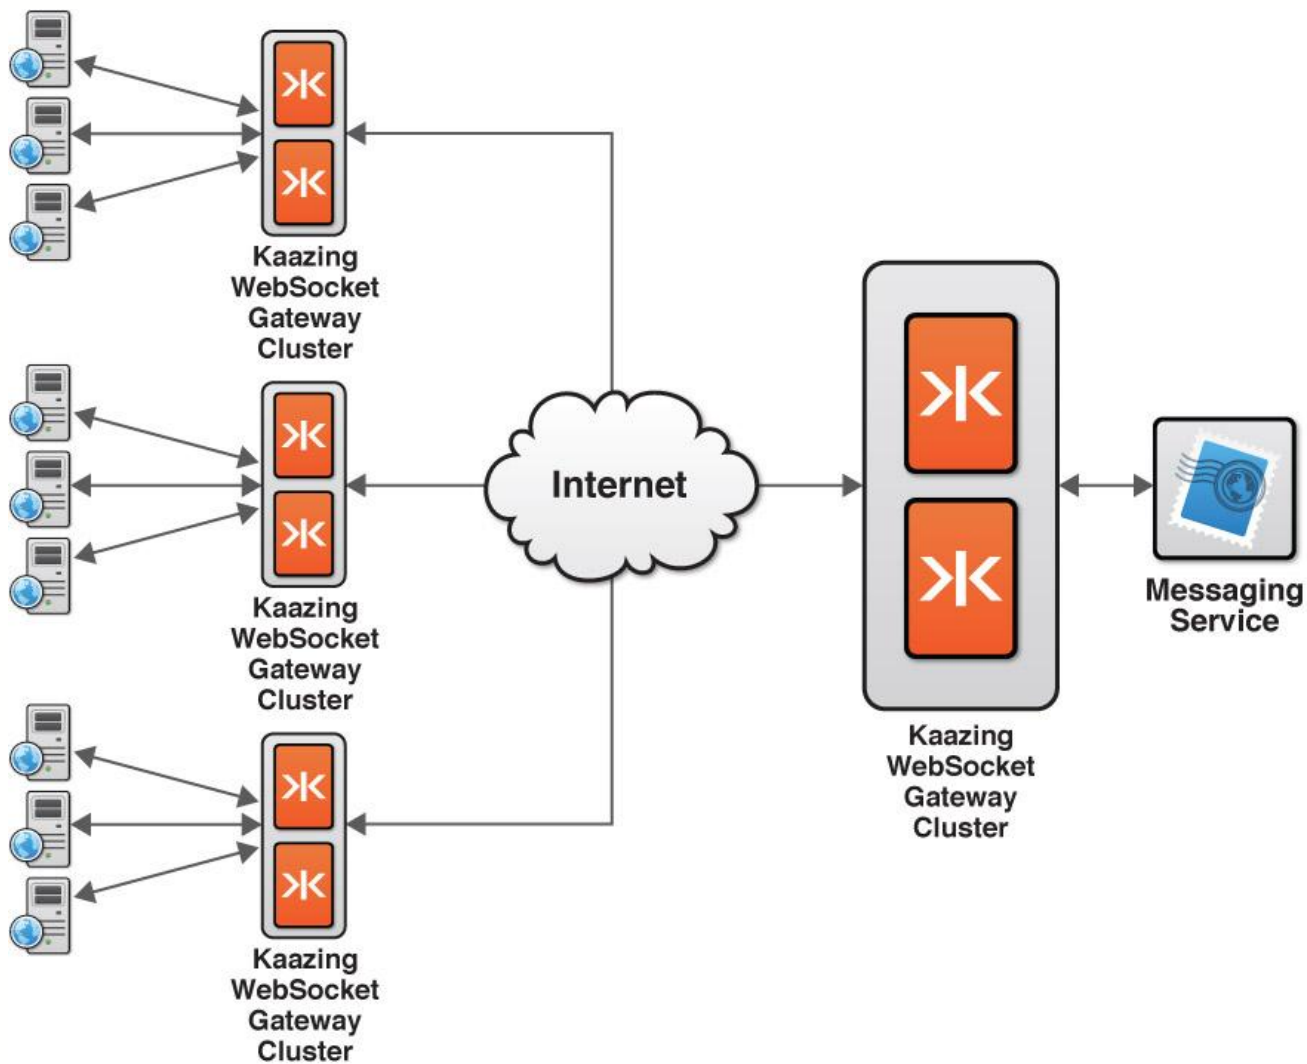 Kaazing
WebSocket
Gateway
Cluster
Kaazing
WebSocket
Gateway
Cluster
Kaazing
WebSocket
Gateway
Cluster
Internet
Kaazing
WebSocket
Gateway
Cluster
Messaging
Service